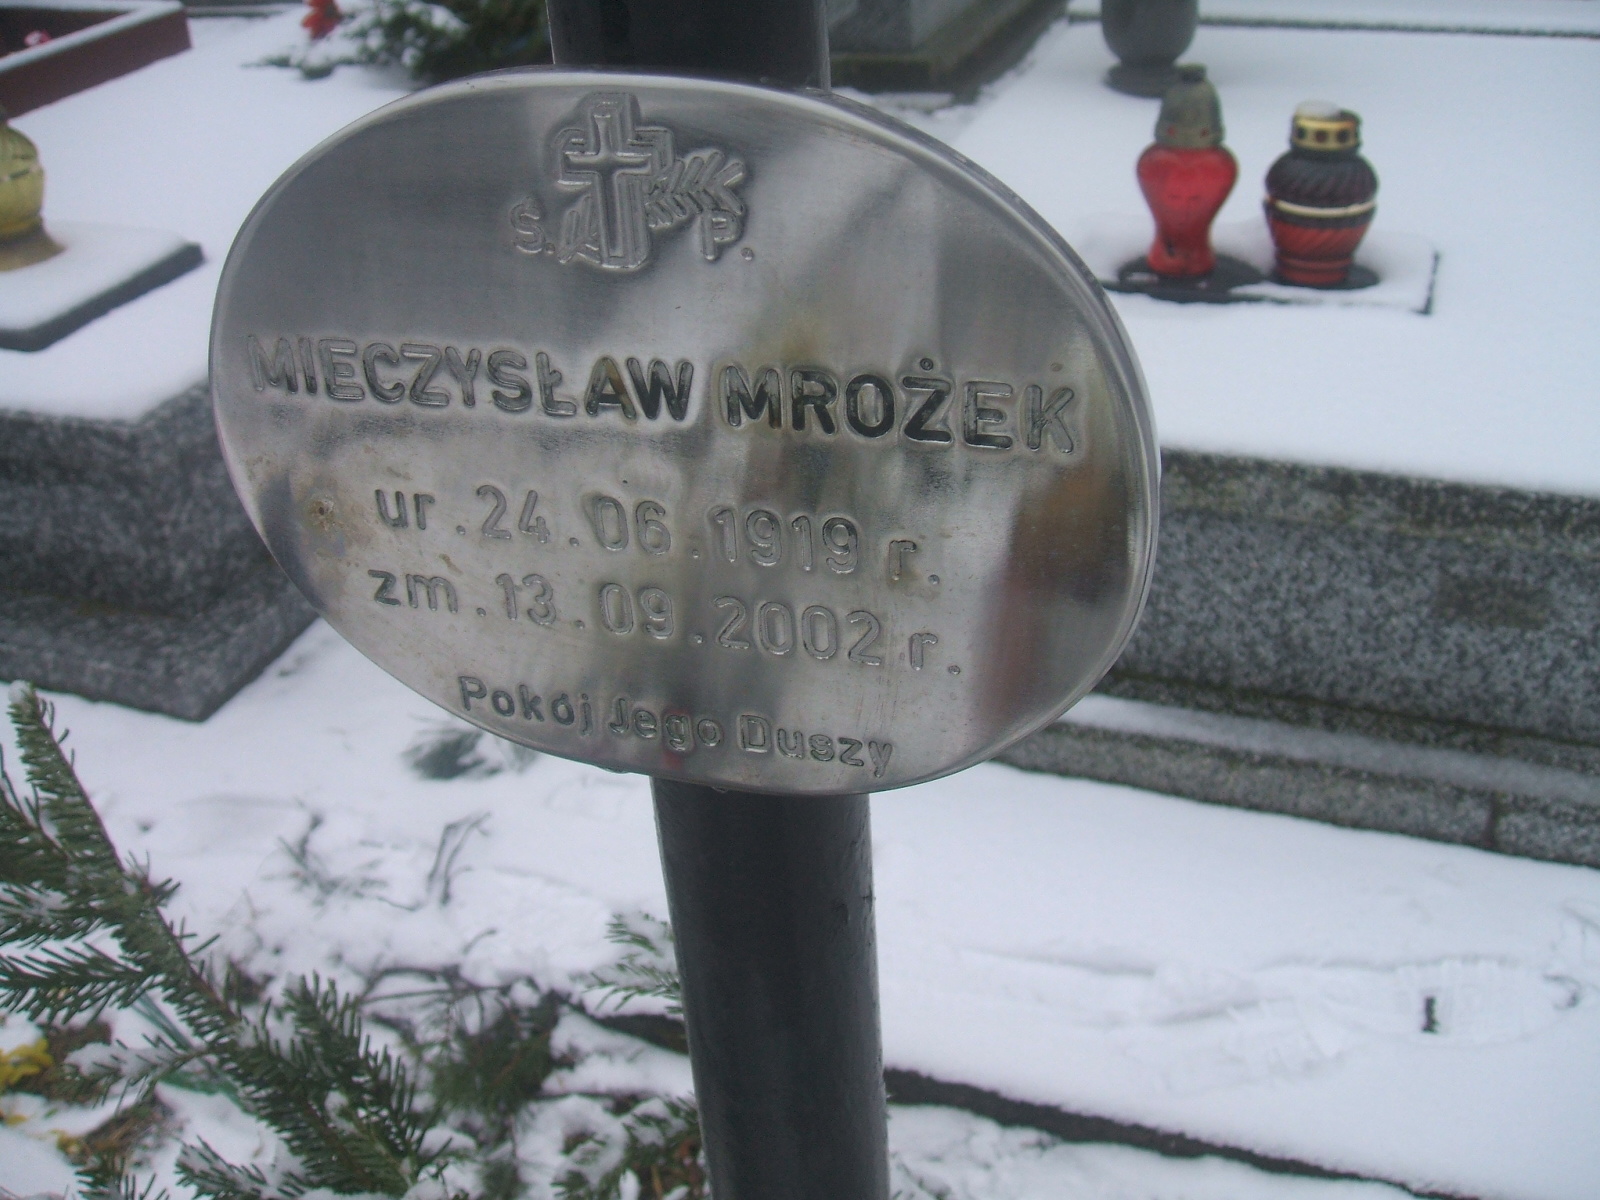 Ś. P.
MIECZYSŁAW MROŻEK
ur. 24.06.1919 r.
zm. 13.09.2002 r.
Pokój Jego Duszy